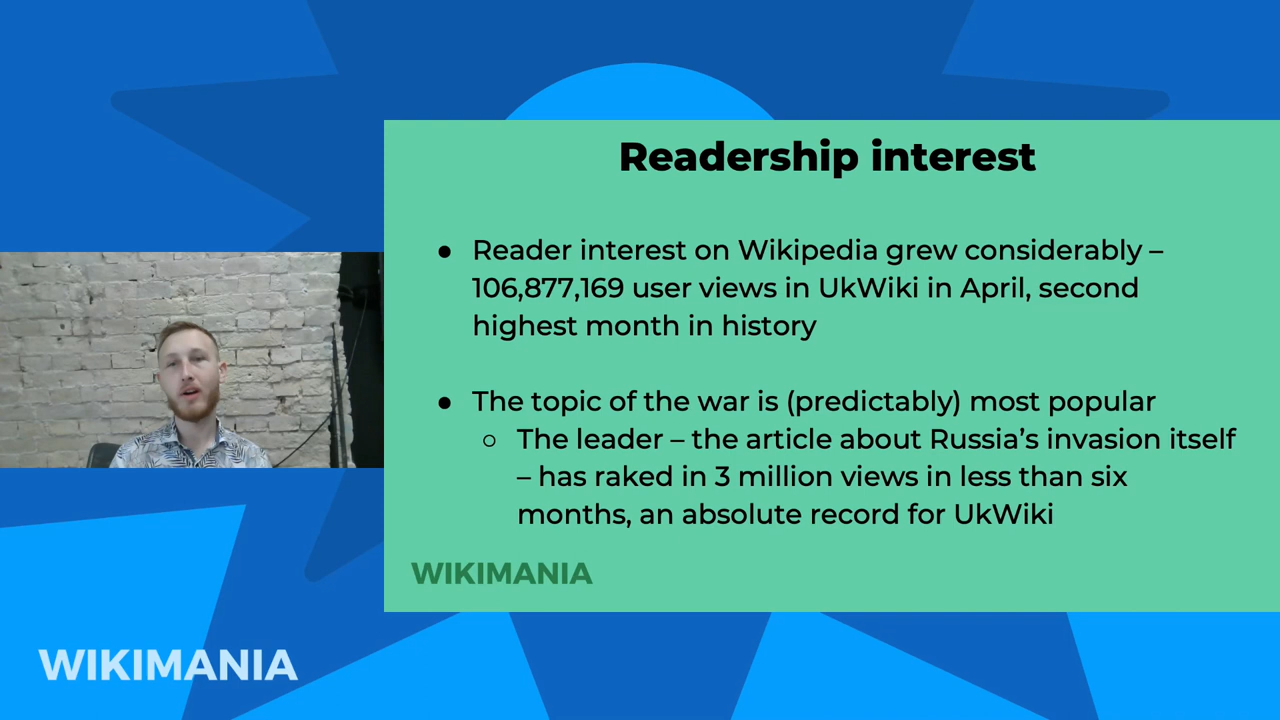 Readership interest
● Reader interest on Wikipedia grew considerably –
106,877,169 user views in UkWiki in April, second
highest month in history
● The topic of the war is (predictably) most popular
○ The leader – the article about Russia’s invasion itself
– has raked in 3 million views in less than six
months, an absolute record for UkWiki
WIKIMANIA
WIKIMANIA